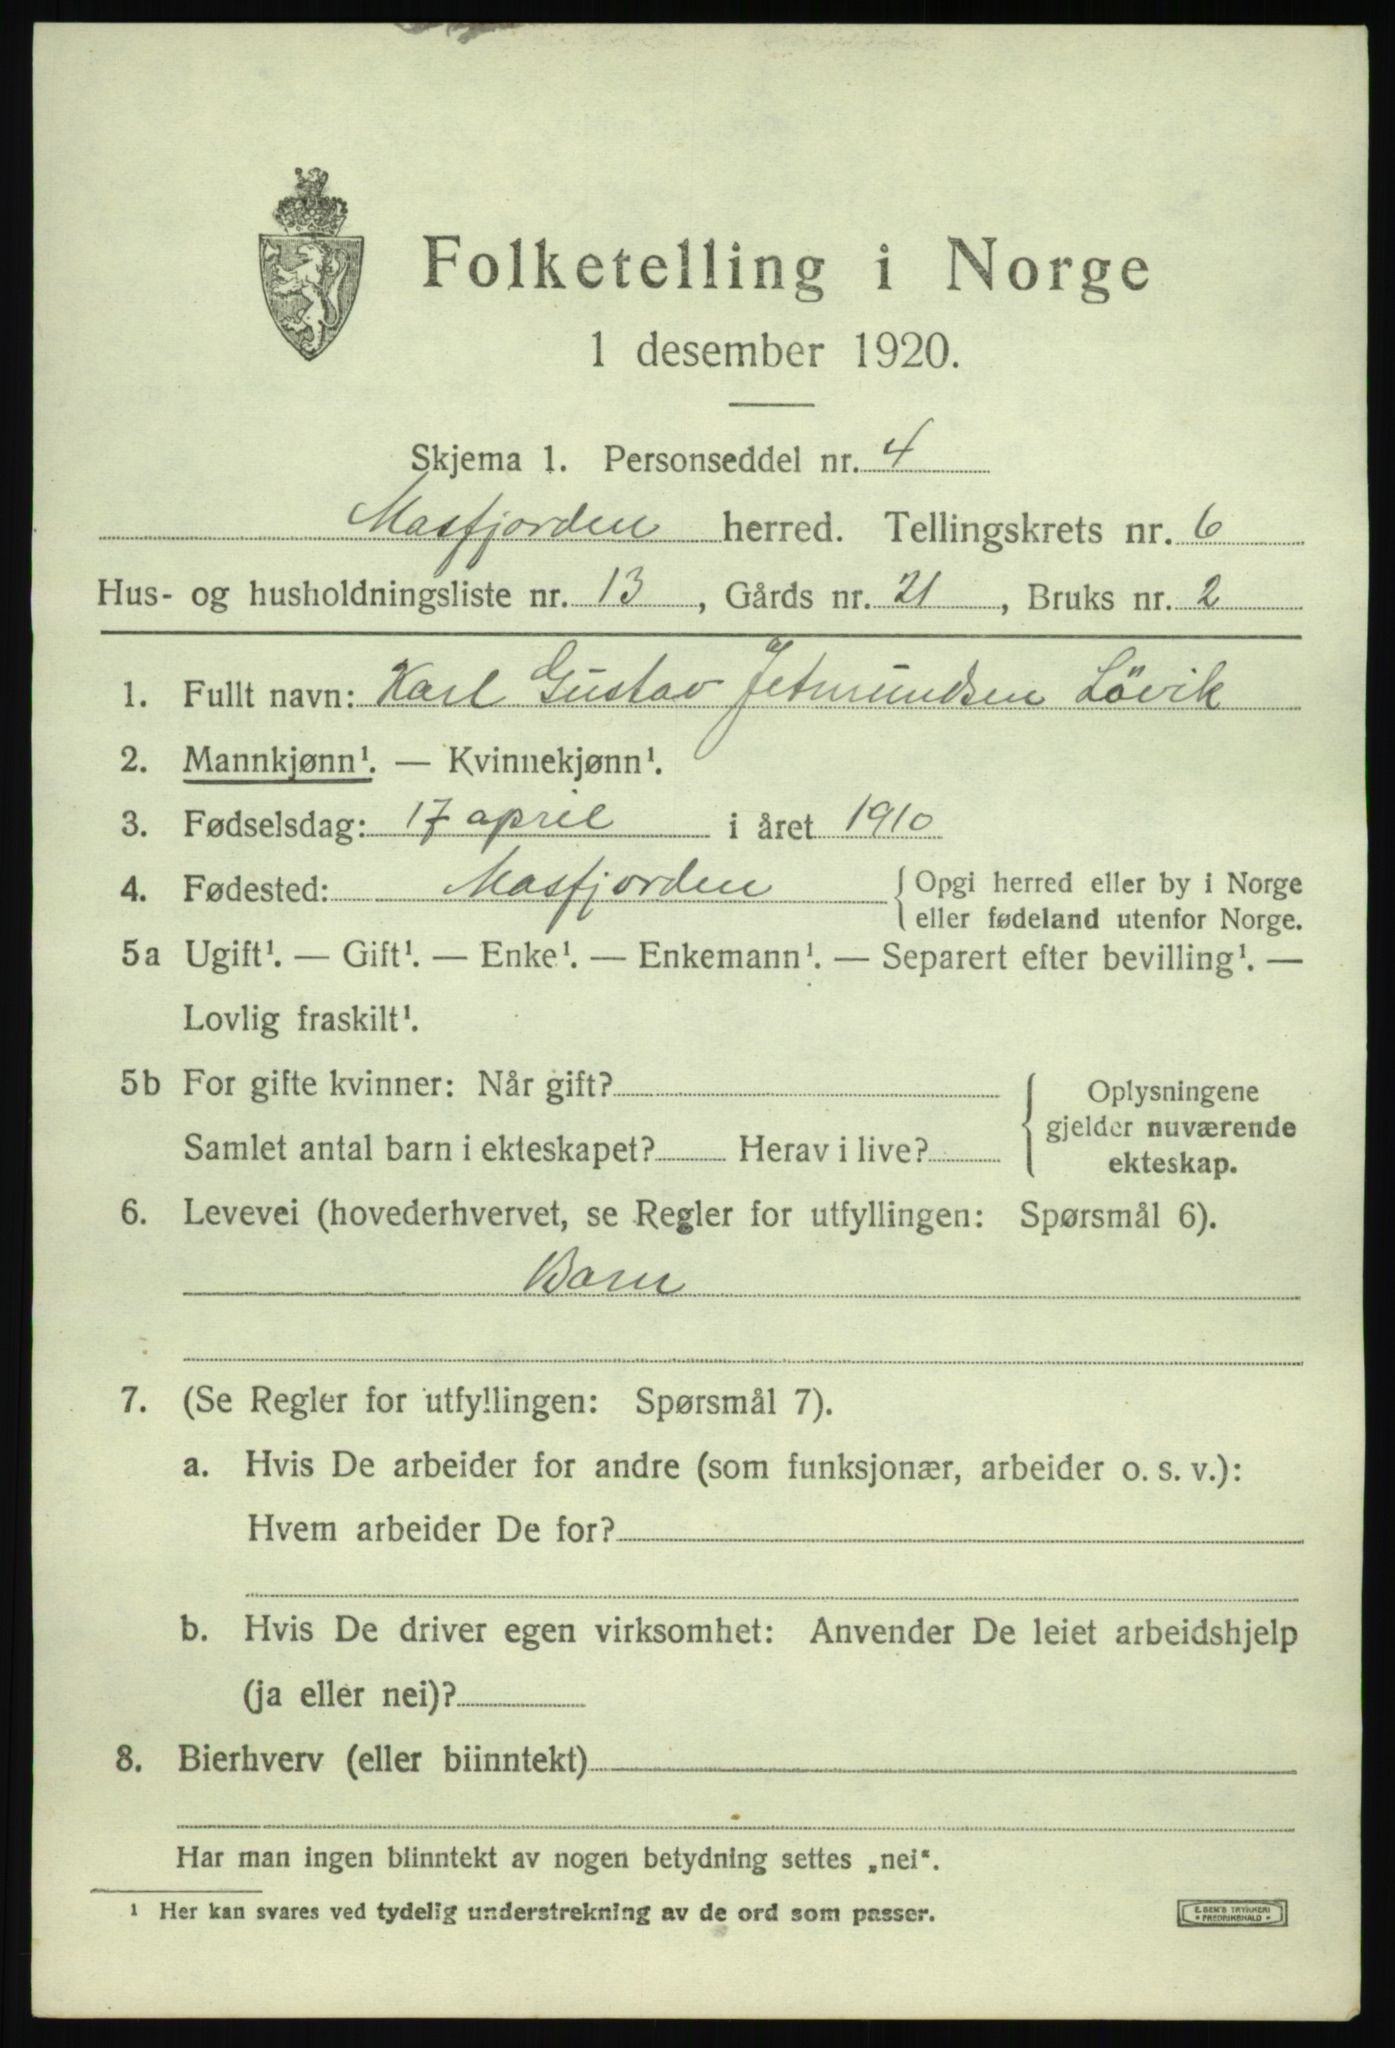 Folketelling i Norge
1 desember 1920.
Skjema 1. Personseddel nr. 4
Masfjorden herred. Tellingskrets nr. 6
Hus- og husholdningsliste nr. 13, Gårds nr. 21, Bruks nr. 2
1. Fullt navn: Karl Gustav Jetmundsen Lövik
2. Mannkjønn¹. — Kvinnekjønn¹.
3. Fødselsdag: 17 april i året 1910
4. Fødested: Masfjorden { Opgi herred eller by i Norge
eller fødeland utenfor Norge.
5a Ugift¹. — Gift¹. — Enke¹. — Enkemann¹. — Separert efter bevilling¹. —
Lovlig fraskilt¹.
5b For gifte kvinner: Når gift?
Samlet antal barn i ekteskapet? Herav i live?
Oplysningene
gjelder nuværende
ekteskap.
6. Levevei (hovederhvervet, se Regler for utfyllingen: Spørsmål 6).
Barn
7. (Se Regler for utfyllingen: Spørsmål 7).
a. Hvis De arbeider for andre (som funksjonær, arbeider o. s. v.):
Hvem arbeider De for?
b. Hvis De driver egen virksomhet: Anvender De leiet arbeidshjelp
(ja eller nei)?
8. Bierhverv (eller biinntekt)
Har man ingen biinntekt av nogen betydning settes „nei“.
¹ Her kan svares ved tydelig understrekning av de ord som passer.
E. SEM'S TRYKKERI
• FREDRIKSHALD •